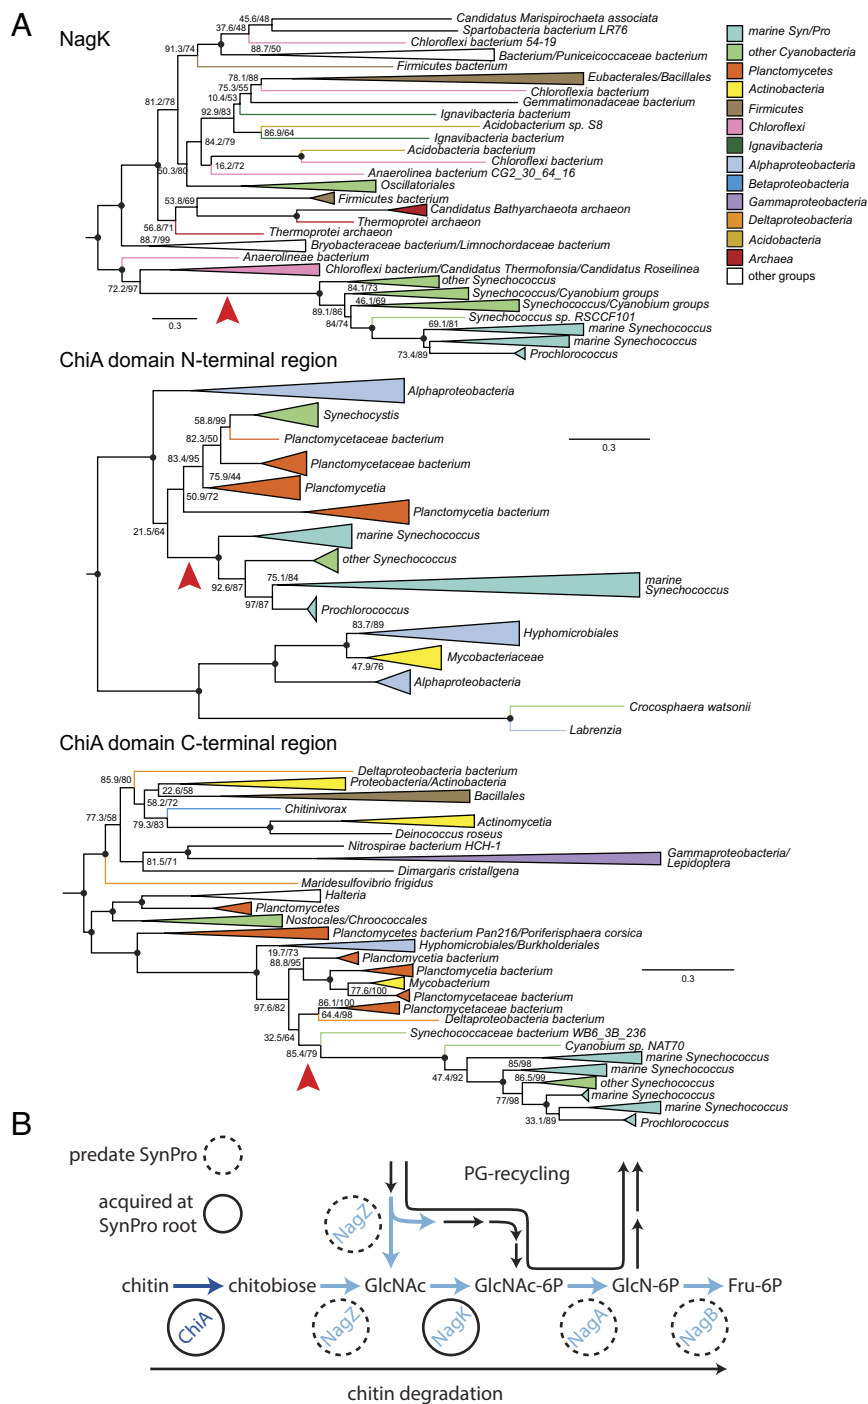 A
NagK
45.6/48
37.6/48
91.3/74
88.7/50
Candidatus Marispirochaeta associata
Spartobacteria bacterium LR76
Chloroflexi bacterium 54-19
Bacterium/Puniceicoccaceae bacterium
Firmicutes bacterium
78.1/88
75.3/55
10.4/53
92.9/83
81.2/78
Eubacterales/Bacillales
Chloroflexia bacterium
Gemmatimonadaceae bacterium
Ignavibacteria bacterium
Acidobacterium sp. S8
86.9/64
Ignavibacteria bacterium
84.2/79
Acidobacteria bacterium
Chloroflexi bacterium
16.2/72
Anaerolinea bacterium CG2_30_64_16
50.3/80
Oscillatoriales
53.8/69
Firmicutes bacterium
Candidatus Bathyarchaeota archaeon
Thermoprotei archaeon
56.8/71
Thermoprotei archaeon
88.7/99
Bryobacteraceae bacterium/Limnochordaceae bacterium
Anaerolineae bacterium
Chloroflexi bacterium/Candidatus Thermofonsia/Candidatus Roseilinea
72.2/97
other Synechococcus
84.1/73
Synechococcus/Cyanobium groups
46.1/69
Synechococcus/Cyanobium groups
89.1/86
Synechococcus sp. RSCCF101
84/74
69.1/81
marine Synechococcus
marine Synechococcus
73.4/89
Prochlorococcus
0.3
marine Syn/Pro
other Cyanobacteria
Planctomycetes
Actinobacteria
Firmicutes
Chloroflexi
Ignavibacteria
Alphaproteobacteria
Betaproteobacteria
Gammaproteobacteria
Deltaproteobacteria
Acidobacteria
Archaea
other groups
ChiA domain N-terminal region
Alphaproteobacteria
58.8/99
Synechocystis
82.3/50
Planctomycetaceae bacterium
83.4/95
Planctomycetaceae bacterium
75.9/44
Planctomycetia
50.9/72
Planctomycetia bacterium
21.5/64
marine Synechococcus
other Synechococcus
92.6/87
75.1/84
marine
Synechococcus
97/87
Prochlorococcus
0.3
83.7/89
Hyphomicrobiales
47.9/76
Mycobacteriaceae
Alphaproteobacteria
Crocosphaera watsonii
Labrenzia
ChiA domain C-terminal region
85.9/80
Deltaproteobacteria bacterium
Proteobacteria/Actinobacteria
22.6/58
Bacillales
58.2/72
Chitinivorax
79.3/83
Actinomycetia
Deinococcus roseus
77.3/58
Nitrospirae bacterium HCH-1
Gammaproteobacteria/
Lepidoptera
81.5/71
Dimargaris cristallgena
Maridesulfovibrio frigidus
Halteria
Planctomycetes
Nostocales/Chroococcales
Planctomycetes bacterium Pan216/Poriferisphaera corsica
Hyphomicrobiales/Burkholderiales
19.7/73
88.8/95
Planctomycetia bacterium
Planctomycetia bacterium
Mycobacterium
77.6/100
Planctomycetaceae bacterium
97.6/82
86.1/100
Planctomycetaceae bacterium
64.4/98
Deltaproteobacteria bacterium
32.5/64
Synechococcaceae bacterium WB6_3B_236
85.4/79
Cyanobium sp. NAT70
marine Synechococcus
85/98
marine Synechococcus
47.4/92
86.5/99
other Synechococcus
77/98
marine Synechococcus
marine Synechococcus
33.1/89
Prochlorococcus
0.3
B
predate SynPro
acquired at
SynPro root
PG-recycling
NagZ
chitin
chitobiose
GlcNAc
GlcNAc-6P
GlcN-6P
Fru-6P
ChiA
NagZ
NagK
NagA
NagB
chitin degradation